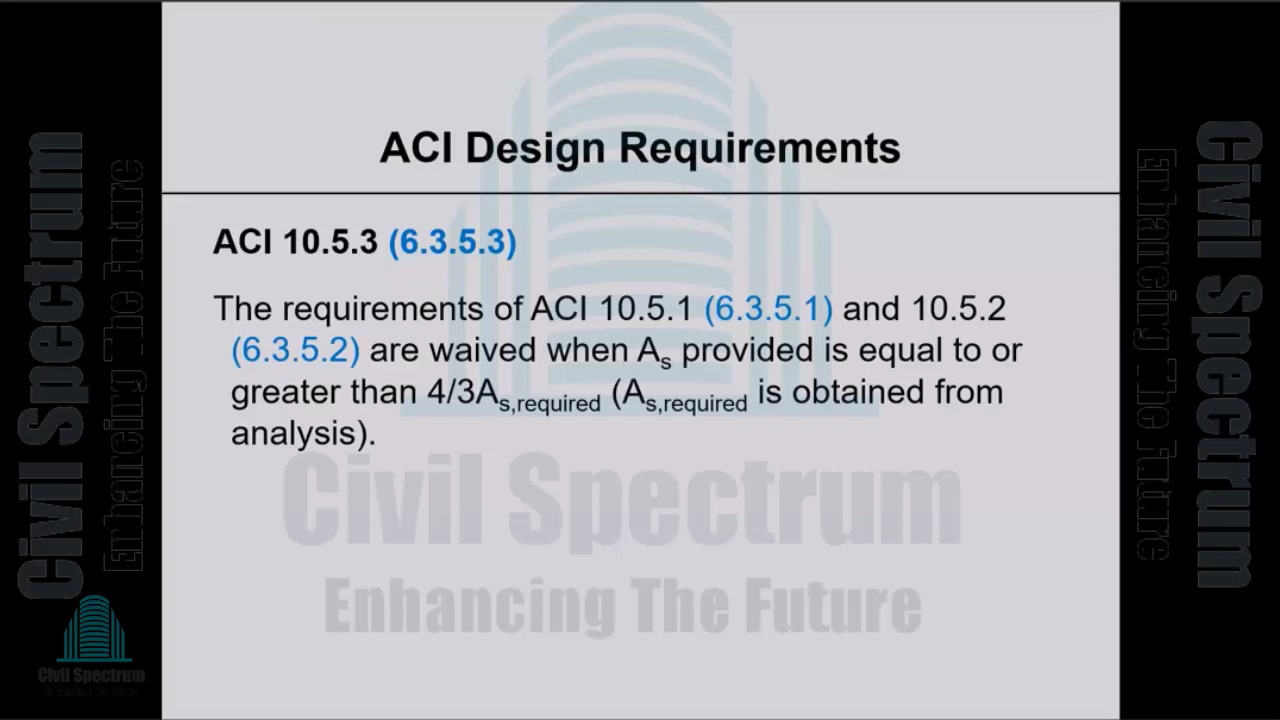 ACI Design Requirements
ACI 10.5.3 (6.3.5.3)
The requirements of ACI 10.5.1 (6.3.5.1) and 10.5.2
(6.3.5.2) are waived when As provided is equal to or
greater than 4/3As,required (As,required is obtained from
analysis).
Civil Spectrum
Enhancing The Future
Civil Spectrum
Enhancing The Future
Civil Spectrum
Civil Spectrum
Enhancing The Future